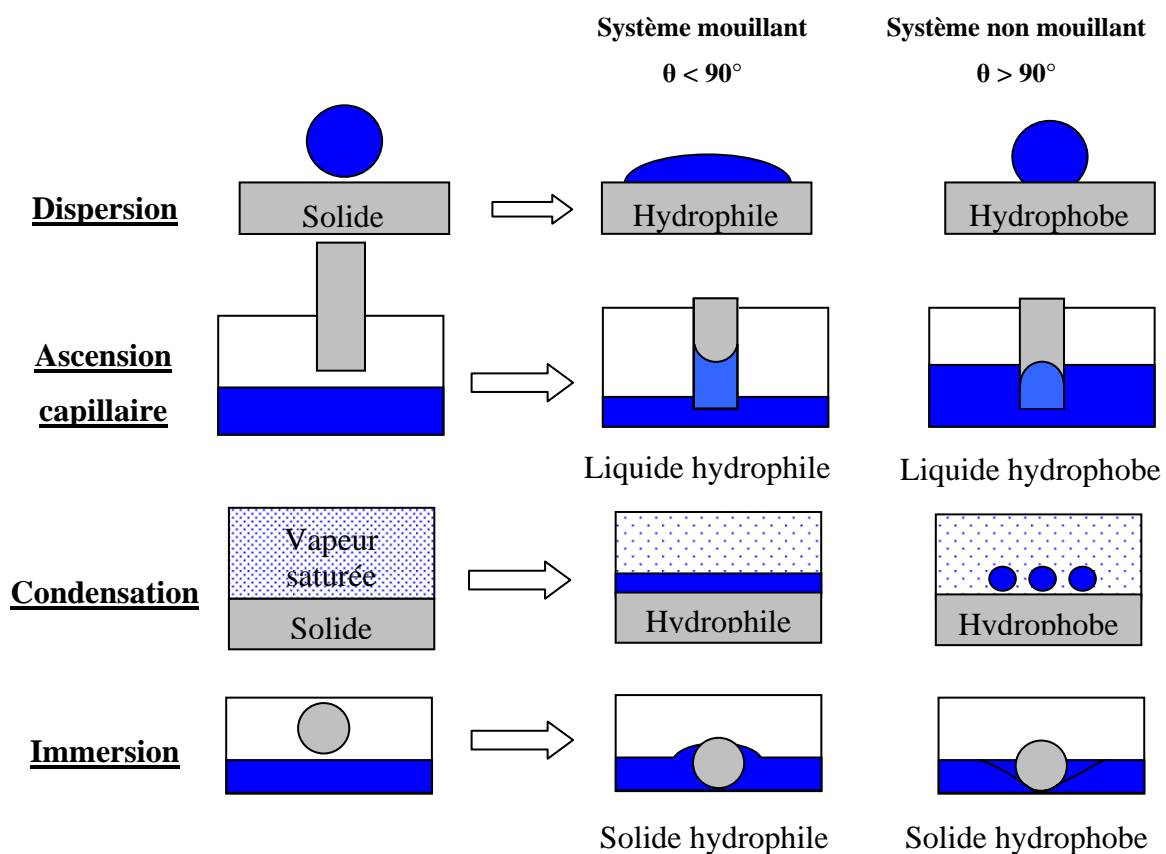 Système mouillant
Système non mouillant
θ < 90°
θ > 90°
Dispersion
Solide
Hydrophile
Hydrophobe
Ascension
capillaire
Liquide hydrophile
Liquide hydrophobe
Condensation
Vapeur
saturée
Solide
Hydrophile
Hydrophobe
Immersion
Solide hydrophile
Solide hydrophobe